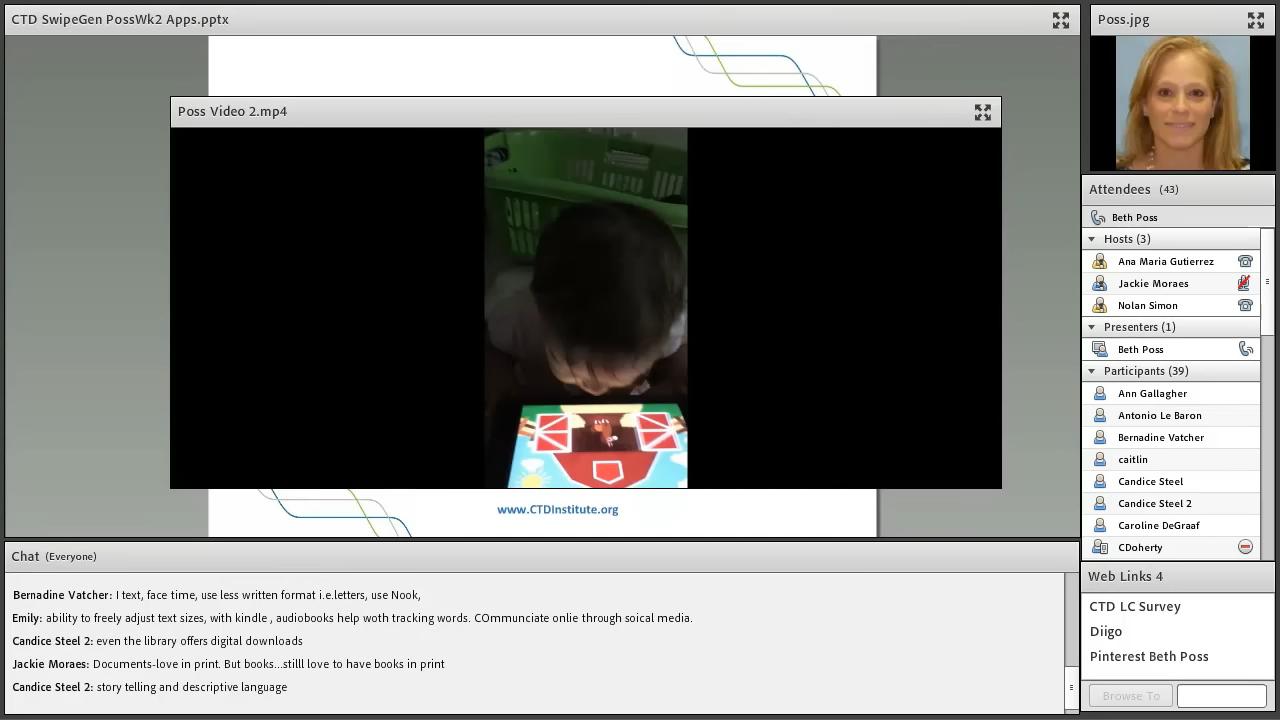 CTD SwipeGen PossWk2 Apps.pptx
Poss Video 2.mp4
www.CTDInstitute.org
Chat (Everyone)
Bernadine Vatcher: I text, face time, use less written format i.e.letters, use Nook,
Emily: ability to freely adjust text sizes, with kindle , audiobooks help woth tracking words. COmmunciate onlie through soical media.
Candice Steel 2: even the library offers digital downloads
Jackie Moraes: Documents-love in print. But books...stilll love to have books in print
Candice Steel 2: story telling and descriptive language
Poss.jpg
Attendees (43)
Beth Poss
Hosts (3)
Ana Maria Gutierrez
Jackie Moraes
Nolan Simon
Presenters (1)
Beth Poss
Participants (39)
Ann Gallagher
Antonio Le Baron
Bernadine Vatcher
caitlin
Candice Steel
Candice Steel 2
Caroline DeGraaf
CDoherty
Web Links 4
CTD LC Survey
Diigo
Pinterest Beth Poss
Browse To